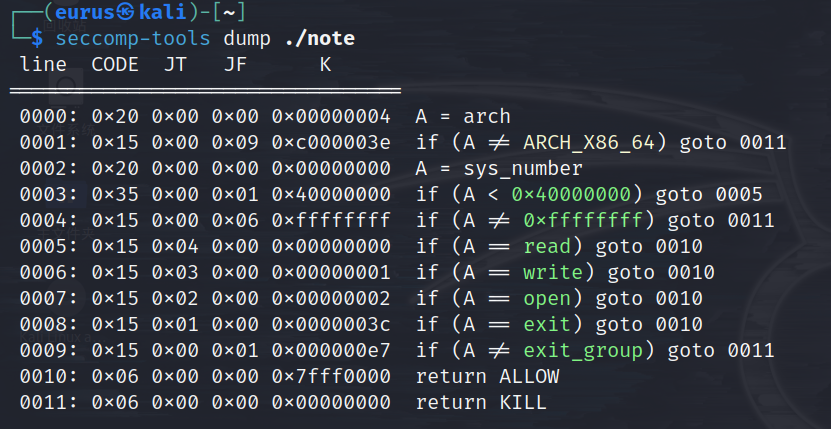 ┌──(eurus㉿kali)-[~]
└─$ seccomp-tools dump ./note
line CODE JT JF K
=================================
0000: 0x20 0x00 0x00 0x00000004 A = arch
0001: 0x15 0x00 0x09 0xc000003e if (A != ARCH_X86_64) goto 0011
0002: 0x20 0x00 0x00 0x00000000 A = sys_number
0003: 0x35 0x00 0x01 0x40000000 if (A < 0x40000000) goto 0005
0004: 0x15 0x00 0x06 0xffffffff if (A != 0xffffffff) goto 0011
0005: 0x15 0x04 0x00 0x00000000 if (A == read) goto 0010
0006: 0x15 0x03 0x00 0x00000001 if (A == write) goto 0010
0007: 0x15 0x02 0x00 0x00000002 if (A == open) goto 0010
0008: 0x15 0x01 0x00 0x0000003c if (A == exit) goto 0010
0009: 0x15 0x00 0x01 0x000000e7 if (A != exit_group) goto 0011
0010: 0x06 0x00 0x00 0x7fff0000 return ALLOW
0011: 0x06 0x00 0x00 0x00000000 return KILL